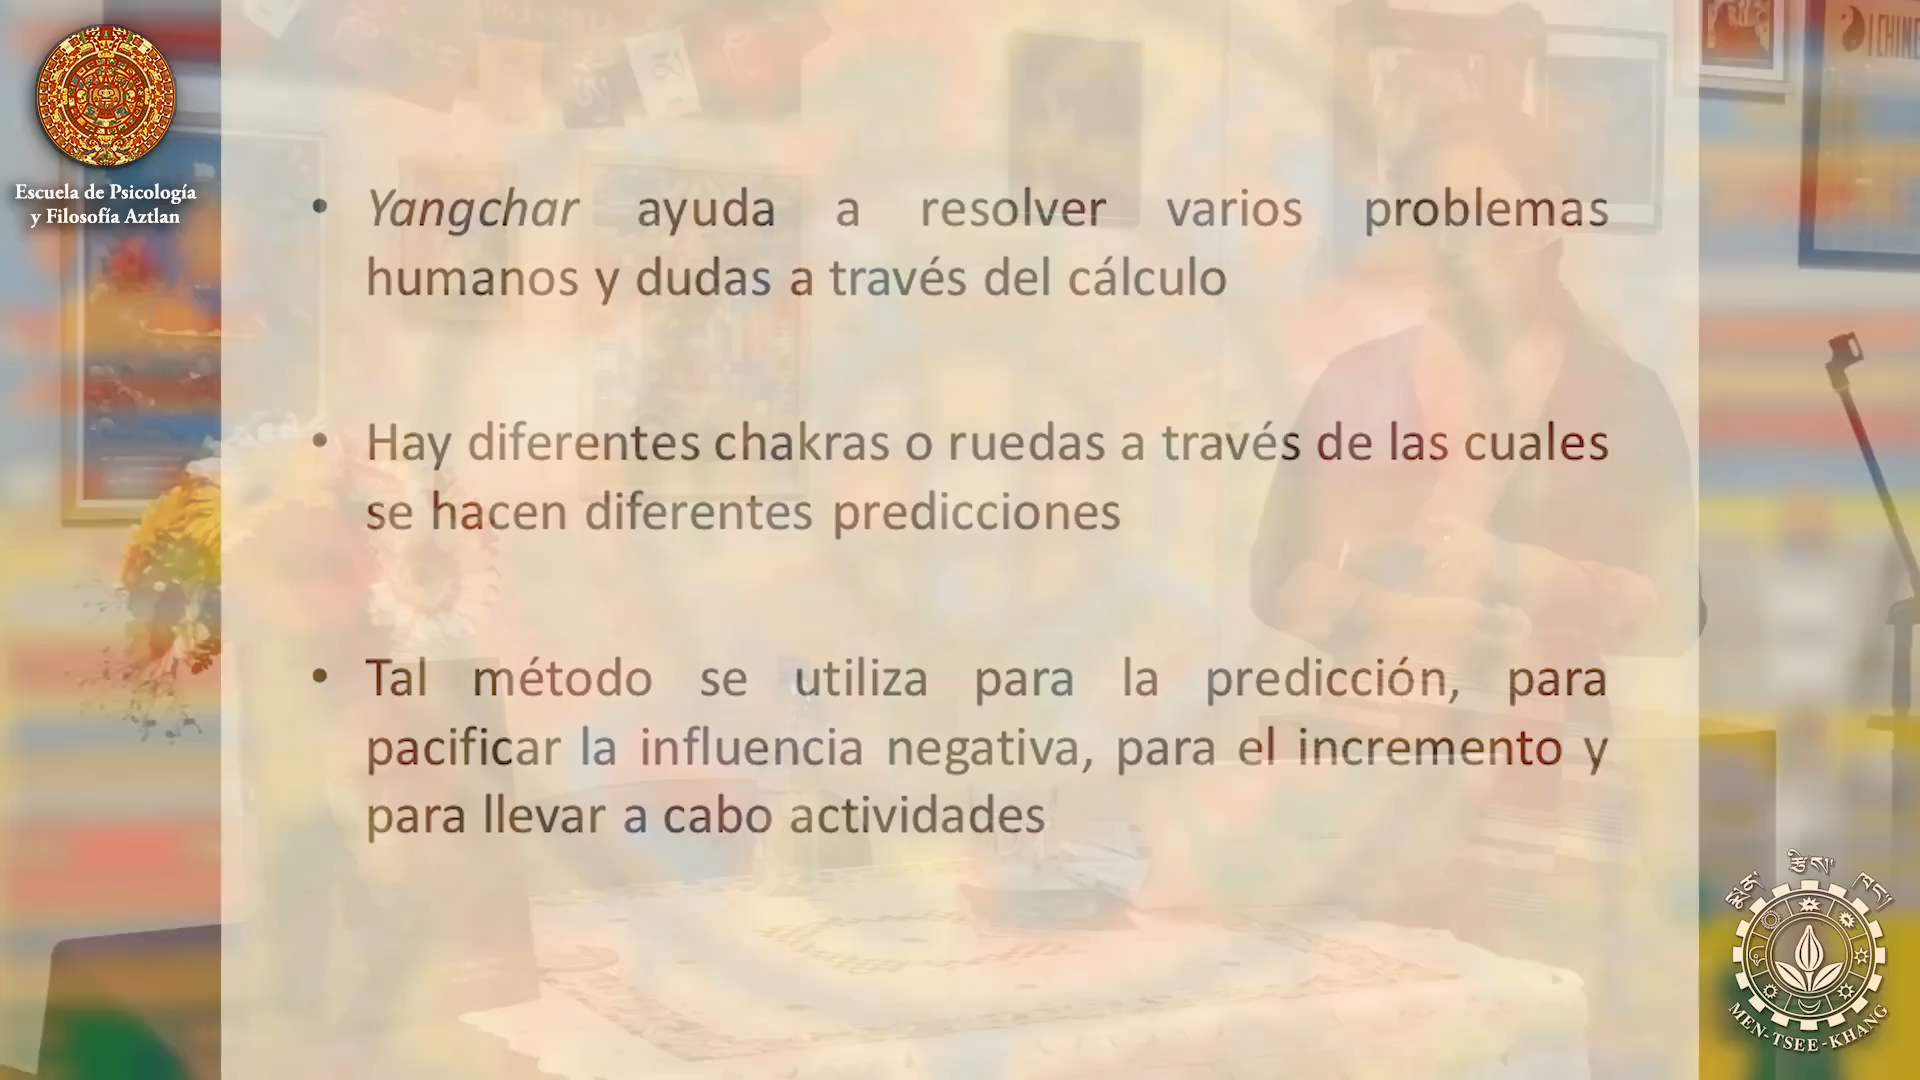 Escuela de Psicología
y Filosofía Aztlan
I CHING
• Yangchar ayuda a resolver varios problemas
humanos y dudas a través del cálculo
• Hay diferentes chakras o ruedas a través de las cuales
se hacen diferentes predicciones
• Tal método se utiliza para la predicción, para
pacificar la influencia negativa, para el incremento y
para llevar a cabo actividades
སྨན་ རྩིས་ ཁང་
MEN-TSEE-KHANG